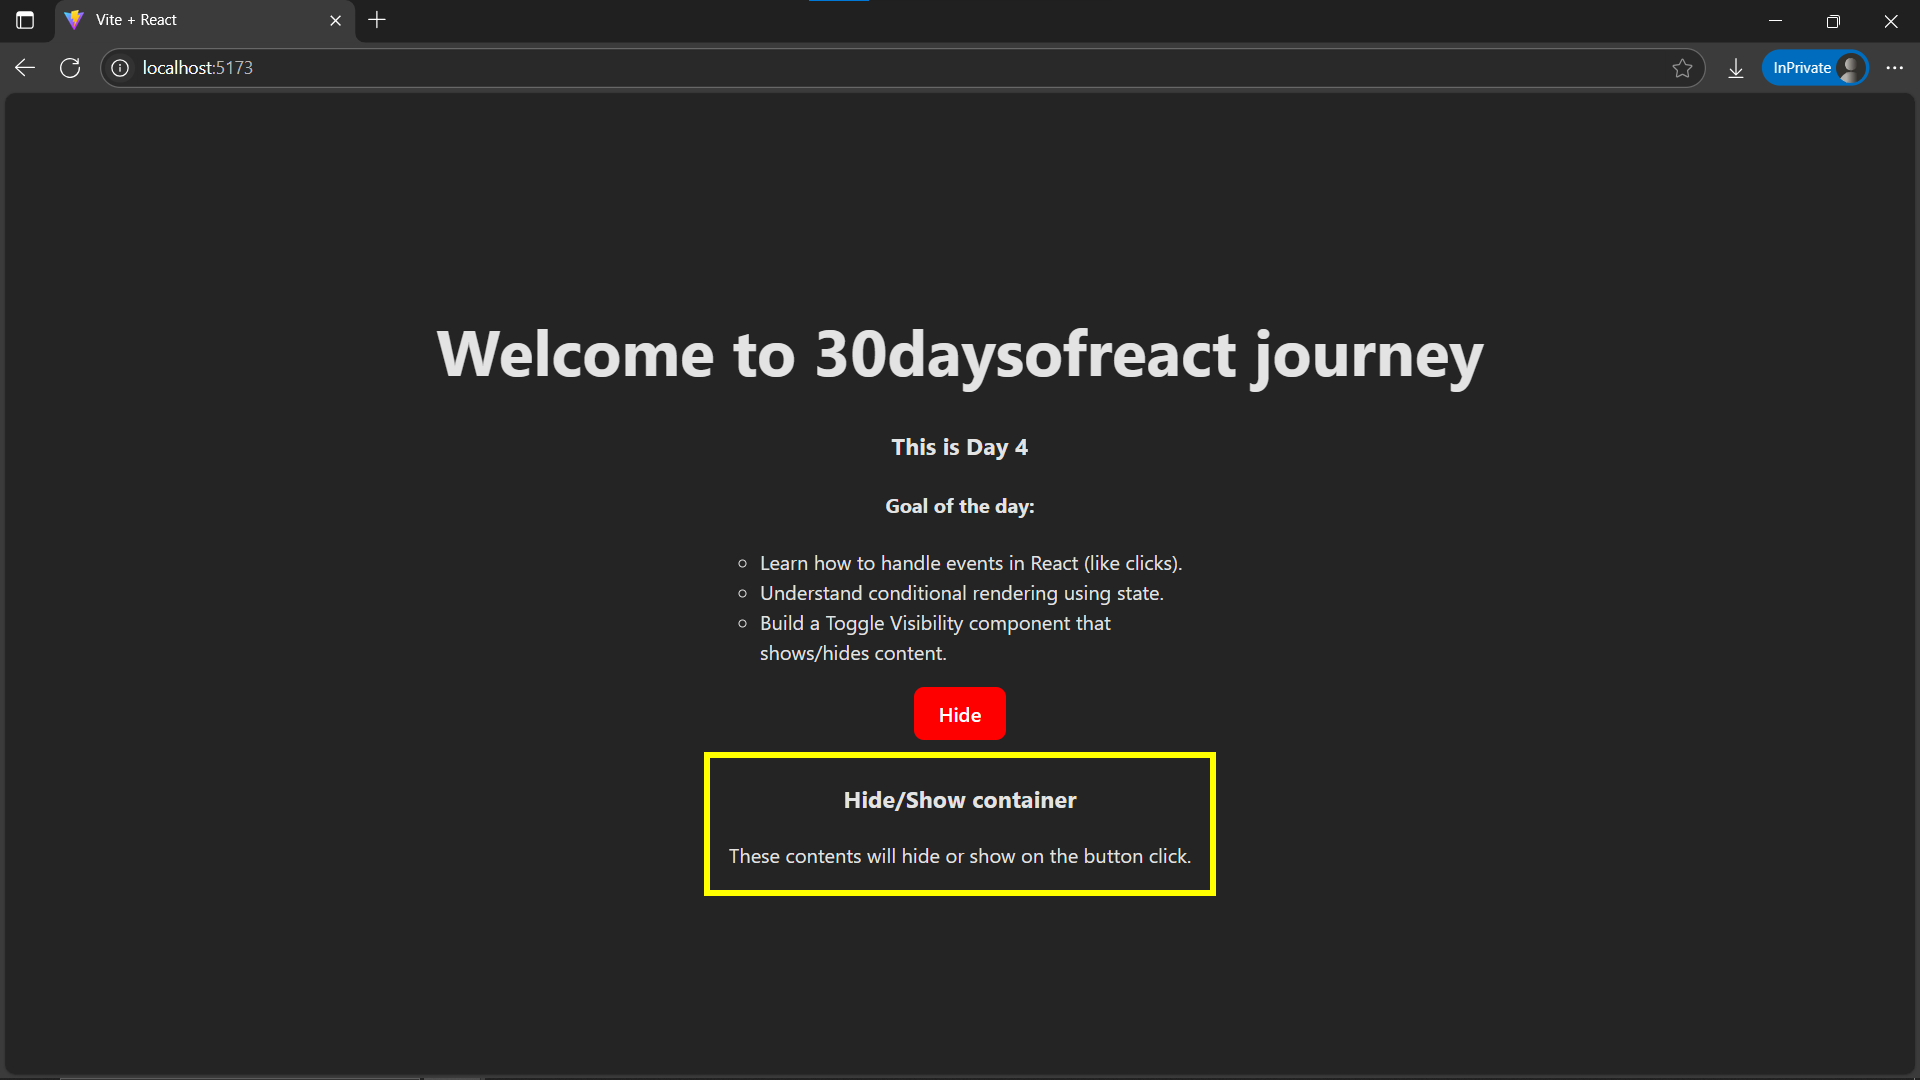 Vite + React
localhost:5173
InPrivate
Welcome to 30daysofreact journey
This is Day 4
Goal of the day:
Learn how to handle events in React (like clicks).
Understand conditional rendering using state.
Build a Toggle Visibility component that
shows/hides content.
Hide
Hide/Show container
These contents will hide or show on the button click.